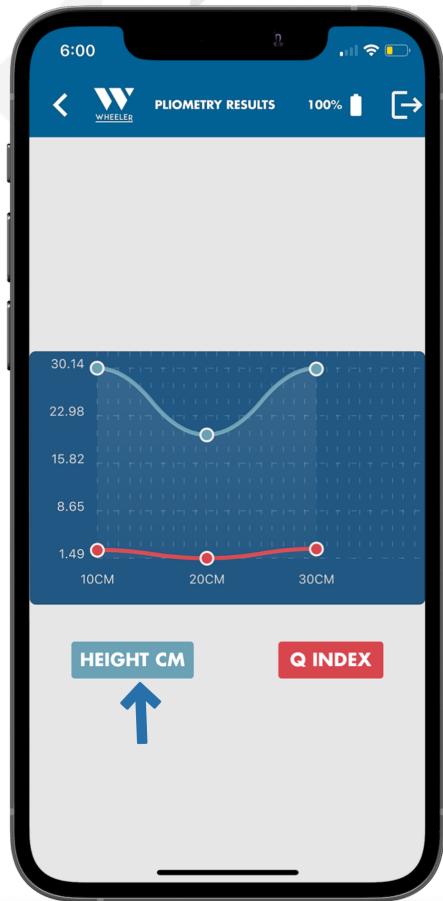 6:00
WHEELER
PLIOMETRY RESULTS
100%
30.14
22.98
15.82
8.65
1.49
10CM 20CM 30CM
HEIGHT CM Q INDEX